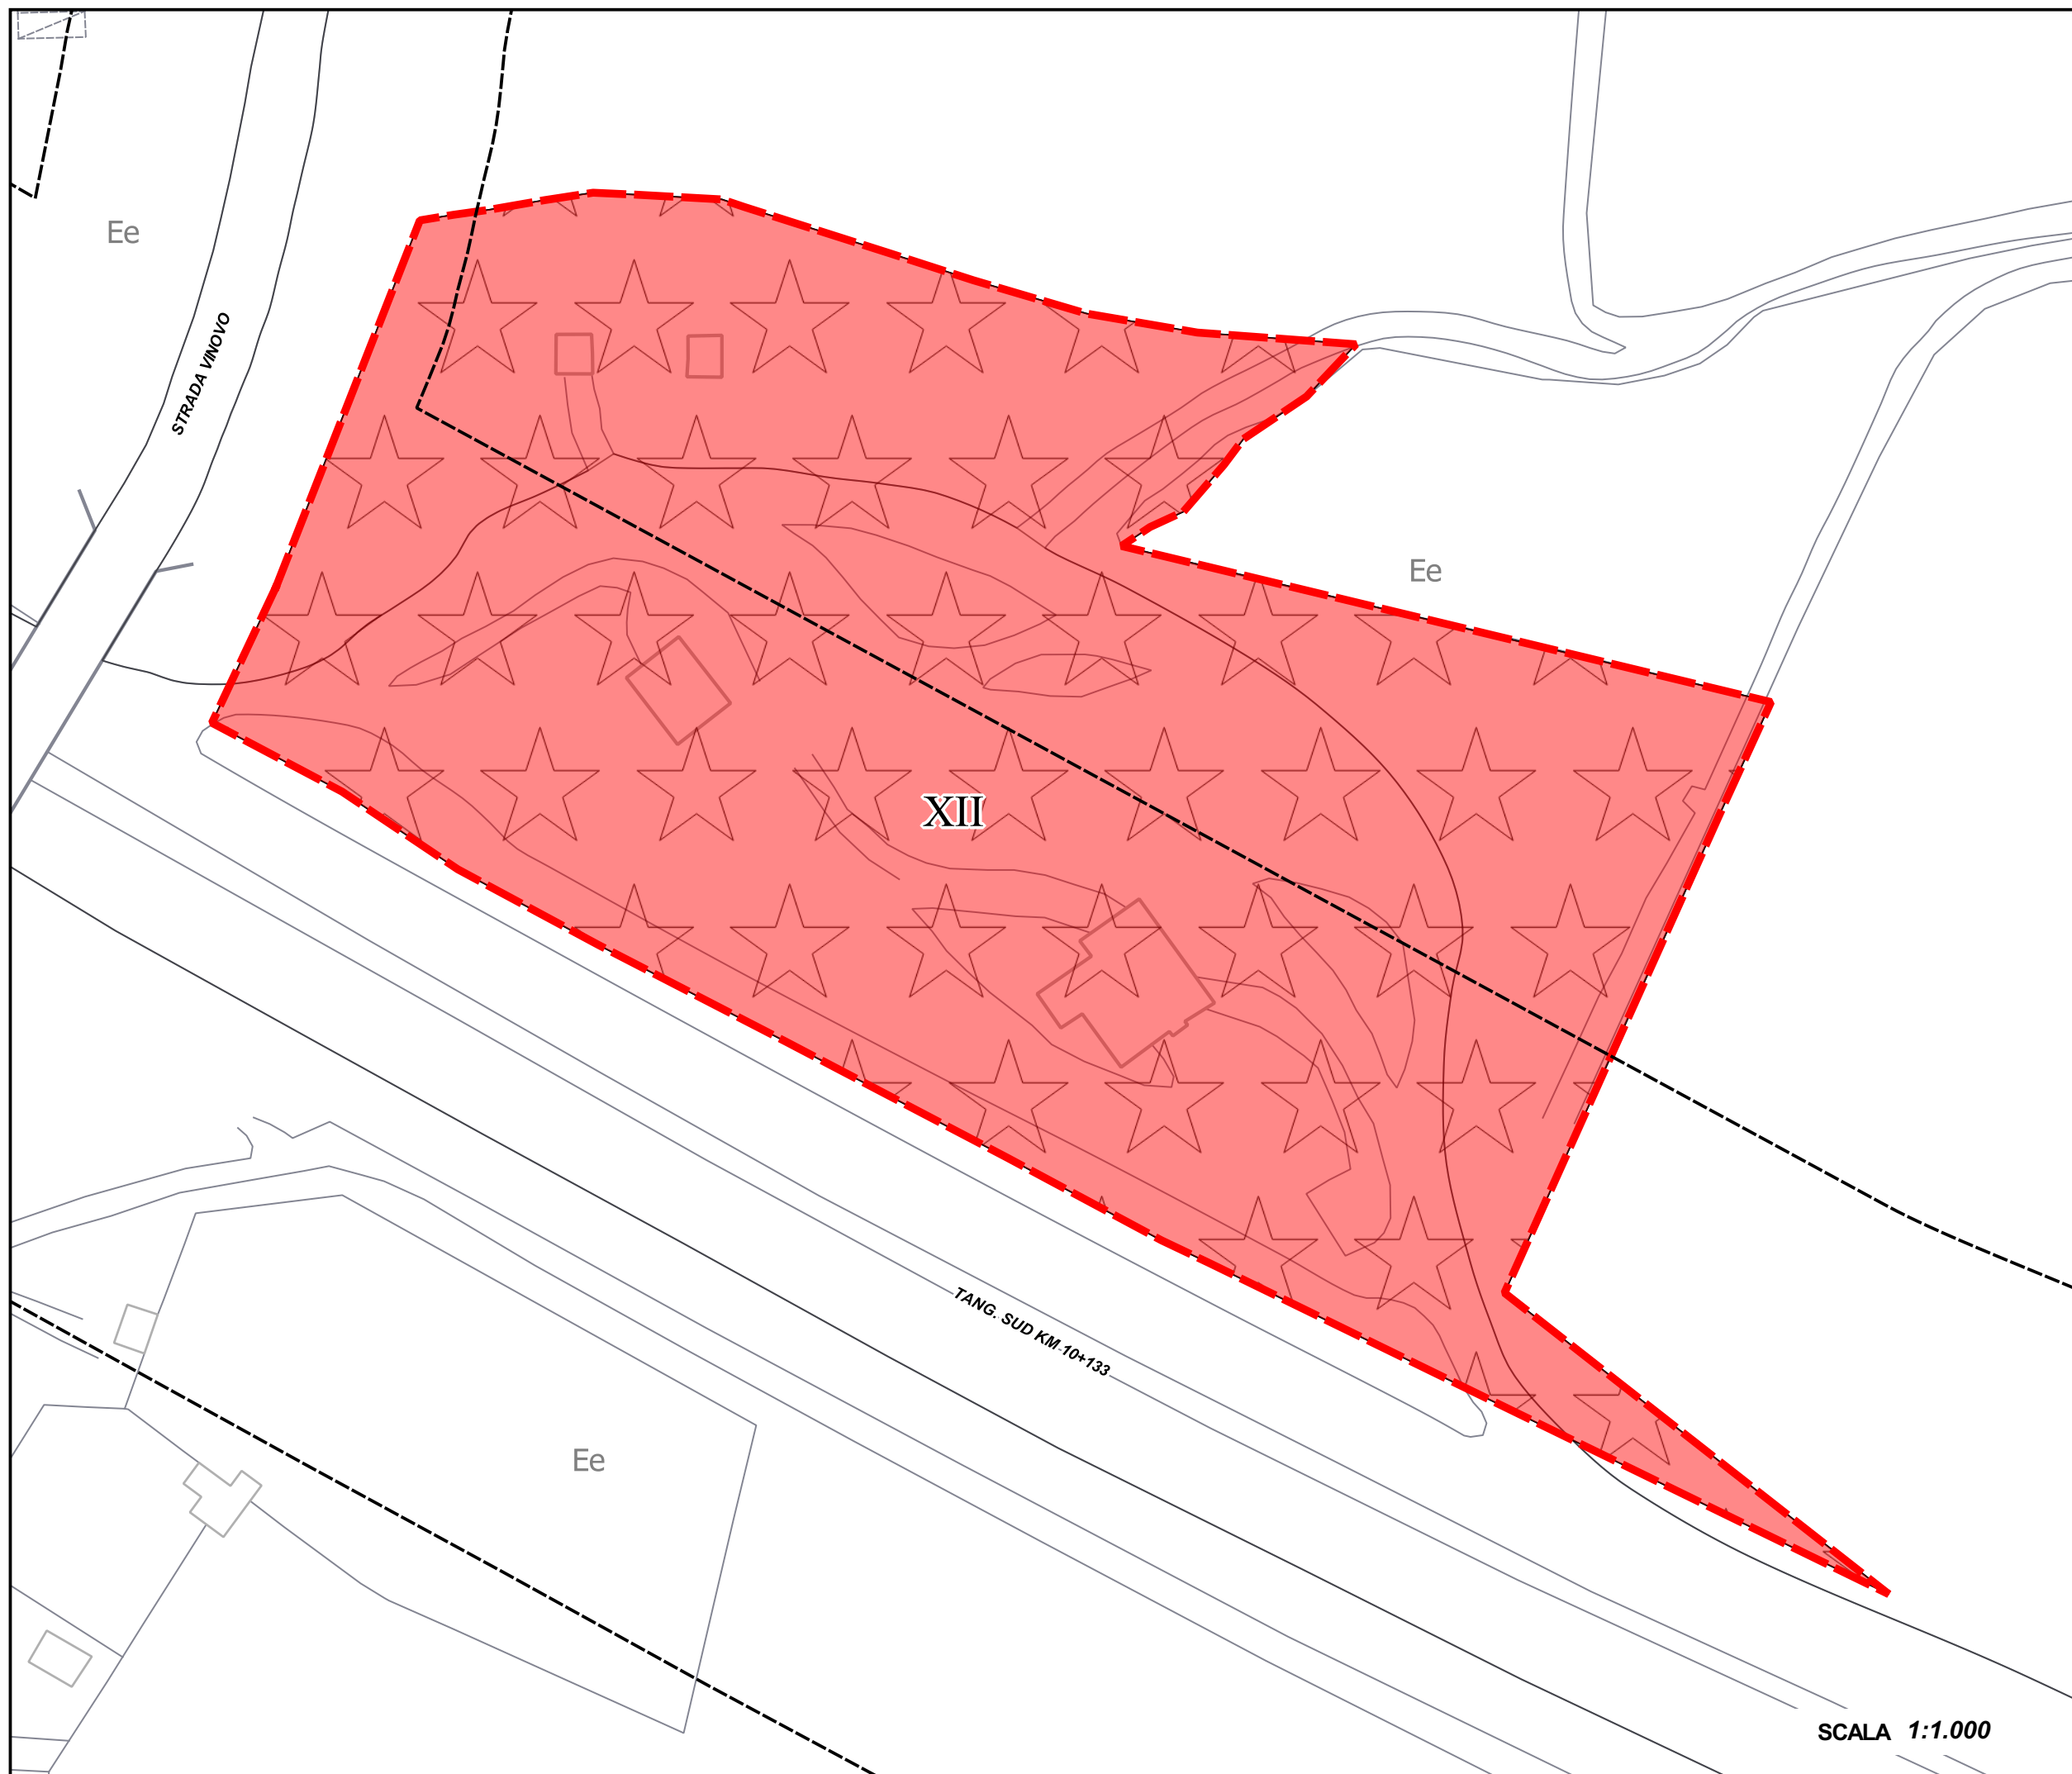 Ee
STRADA VINOVO
Ee
XII
TANG. SUD KM 10+133
Ee
SCALA 1:1.000